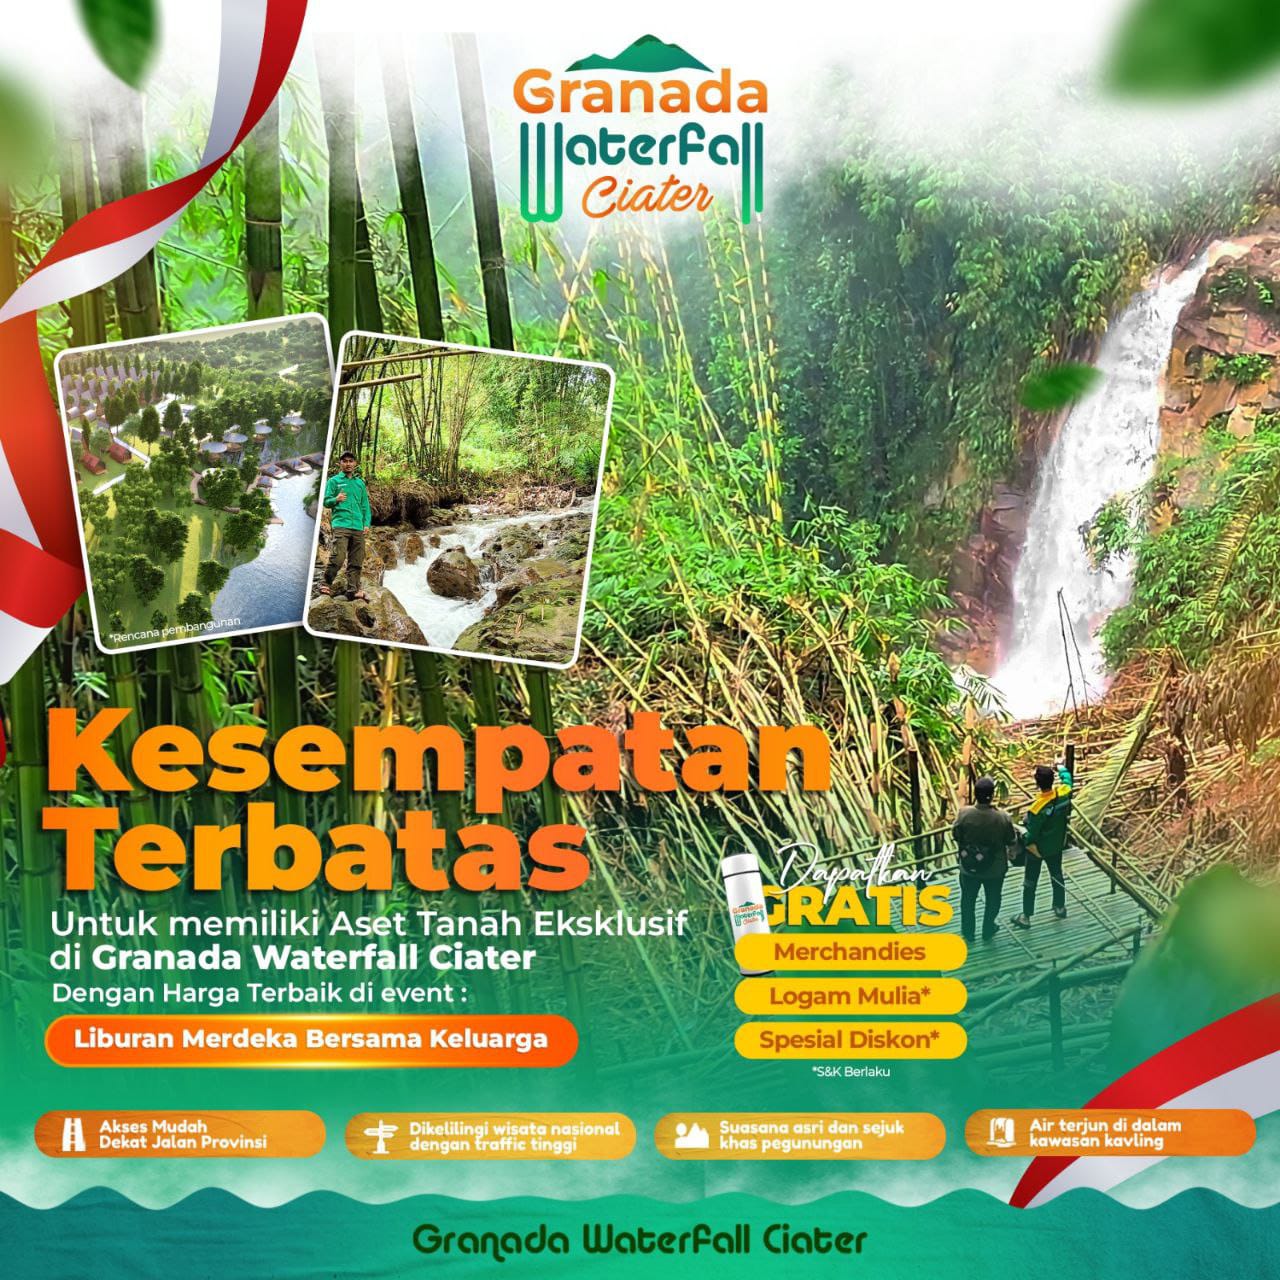 Granada
Waterfall
Ciater
*Rencana pembangunan
Kesempatan
Terbatas
Untuk memiliki Aset Tanah Eksklusif
di Granada Waterfall Ciater
Dengan Harga Terbaik di event :
Liburan Merdeka Bersama Keluarga
Dapatkan
GRATIS
Granada
Waterfall
Ciater
Merchandies
Logam Mulia*
Spesial Diskon*
*S&K Berlaku
Akses Mudah
Dekat Jalan Provinsi
Dikelilingi wisata nasional
dengan traffic tinggi
Suasana asri dan sejuk
khas pegunungan
Air terjun di dalam
kawasan kavling
Granada Waterfall Ciater